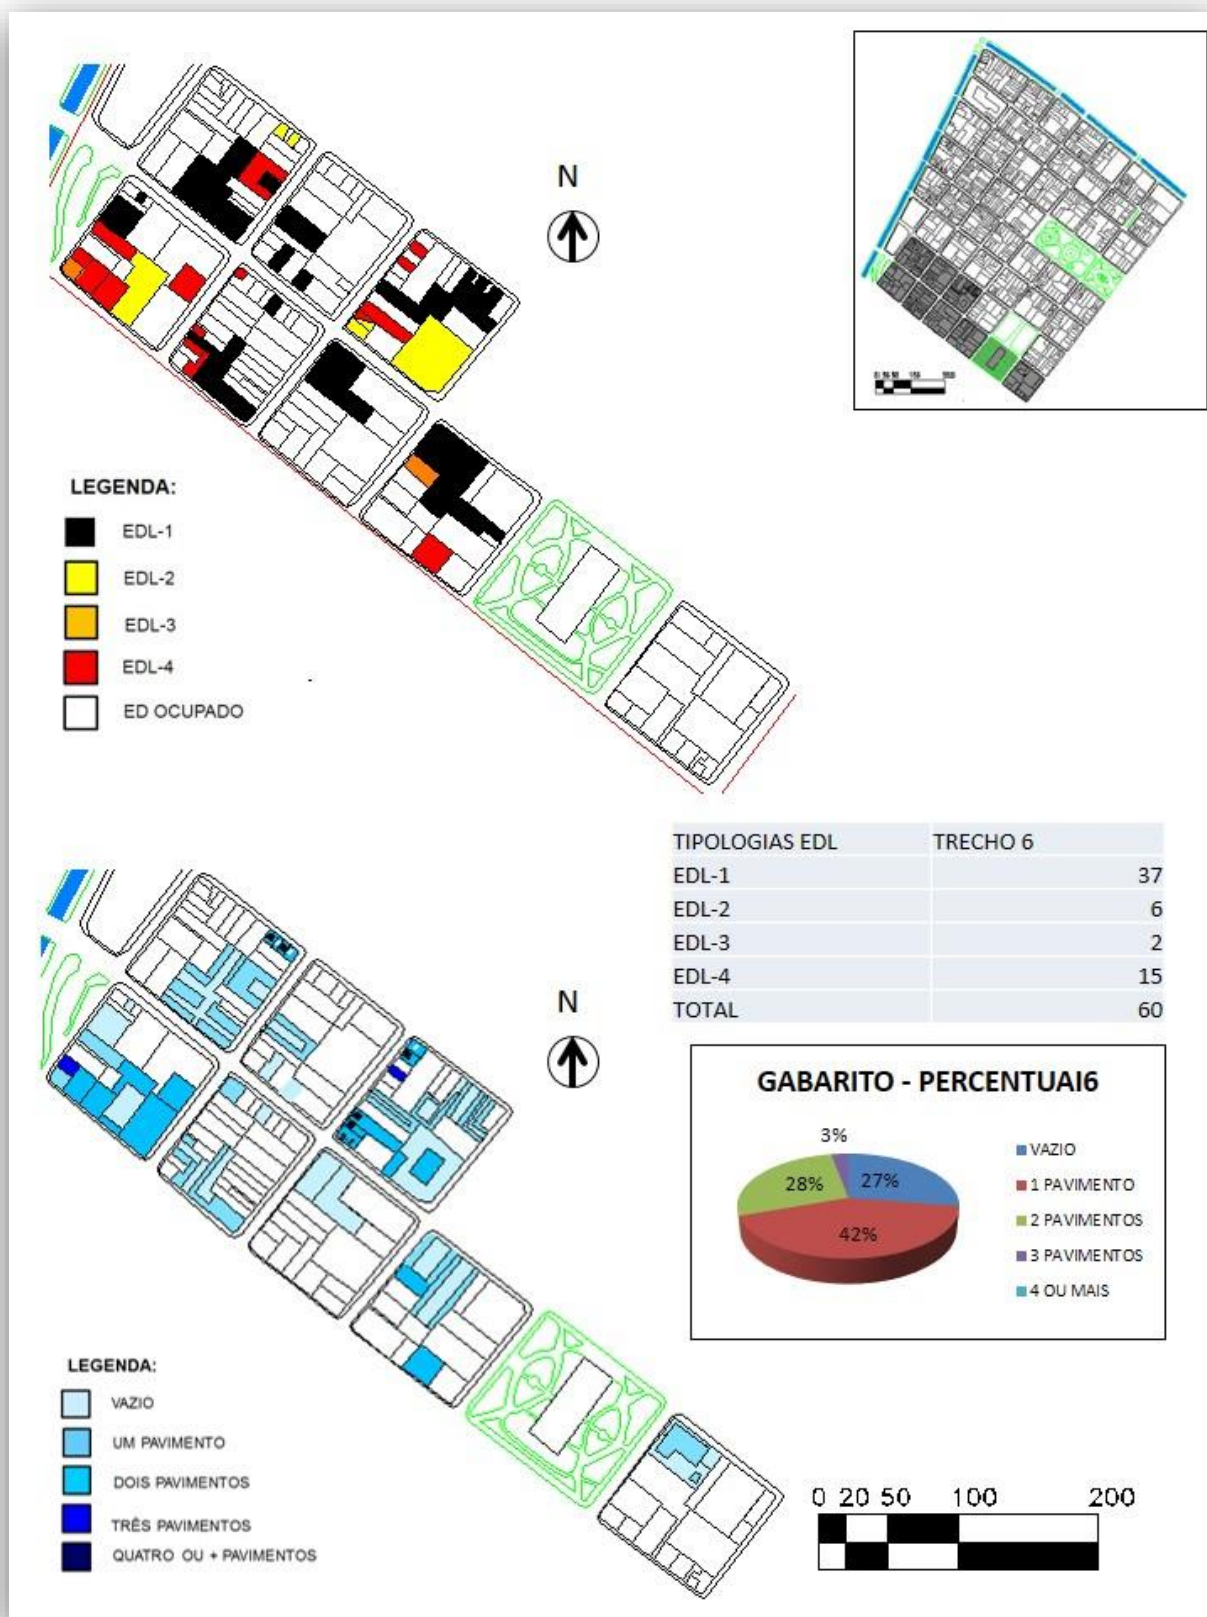 N
LEGENDA:
EDL-1
EDL-2
EDL-3
EDL-4
ED OCUPADO
TIPOLOGIAS EDL TRECHO 6
EDL-1 37
EDL-2 6
EDL-3 2
EDL-4 15
TOTAL 60
N
GABARITO - PERCENTUAI6
3%
28%
27%
42%
VAZIO
1 PAVIMENTO
2 PAVIMENTOS
3 PAVIMENTOS
4 OU MAIS
LEGENDA:
VAZIO
UM PAVIMENTO
DOIS PAVIMENTOS
TRÊS PAVIMENTOS
QUATRO OU + PAVIMENTOS
0 20 50 100 200